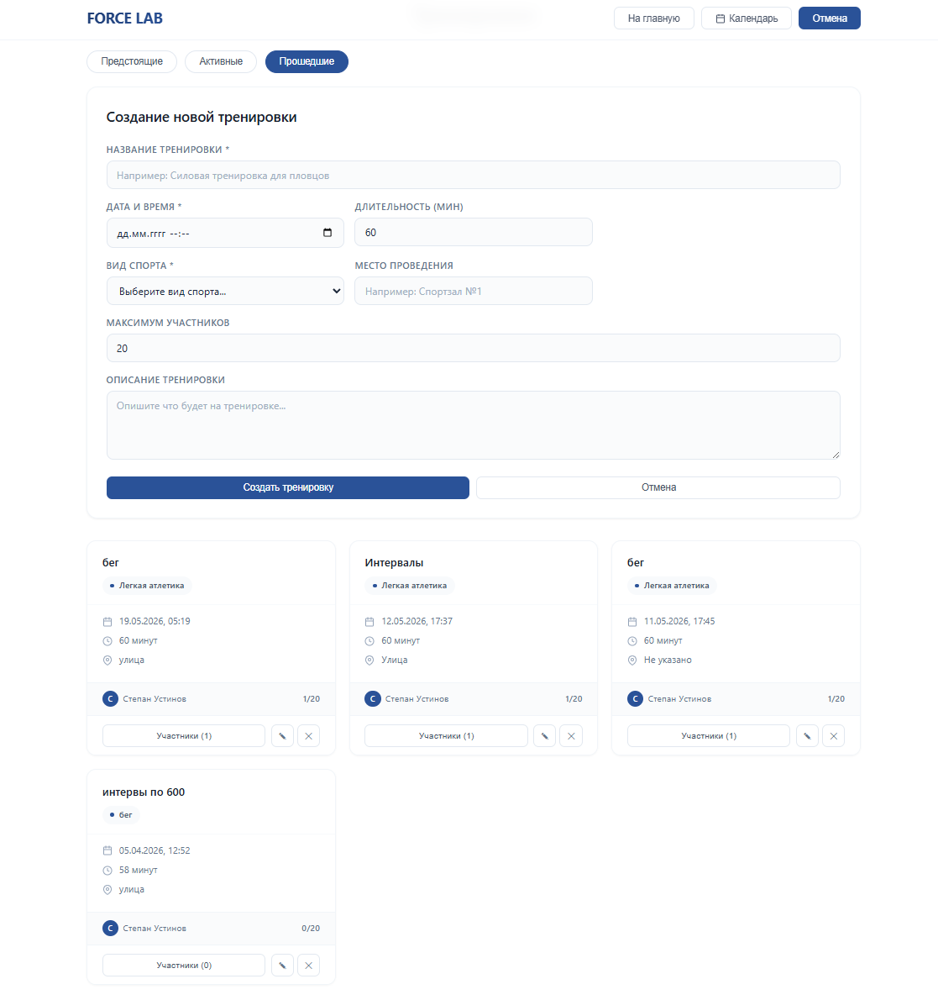 FORCE LAB
На главную
Календарь
Отмена
Предстоящие
Активные
Прошедшие
Создание новой тренировки
НАЗВАНИЕ ТРЕНИРОВКИ *
Например: Силовая тренировка для пловцов
ДАТА И ВРЕМЯ *
ДЛИТЕЛЬНОСТЬ (МИН)
дд.мм.гггг --:--
60
ВИД СПОРТА *
МЕСТО ПРОВЕДЕНИЯ
Выберите вид спорта...
Например: Спортзал №1
МАКСИМУМ УЧАСТНИКОВ
20
ОПИСАНИЕ ТРЕНИРОВКИ
Опишите что будет на тренировке...
Создать тренировку
Отмена
бег
Легкая атлетика
19.05.2026, 05:19
60 минут
улица
С
Степан Устинов
1/20
Участники (1)
Интервалы
Легкая атлетика
12.05.2026, 17:37
60 минут
Улица
С
Степан Устинов
1/20
Участники (1)
бег
Легкая атлетика
11.05.2026, 17:45
60 минут
Не указано
С
Степан Устинов
1/20
Участники (1)
интервы по 600
бег
05.04.2026, 12:52
58 минут
улица
С
Степан Устинов
0/20
Участники (0)